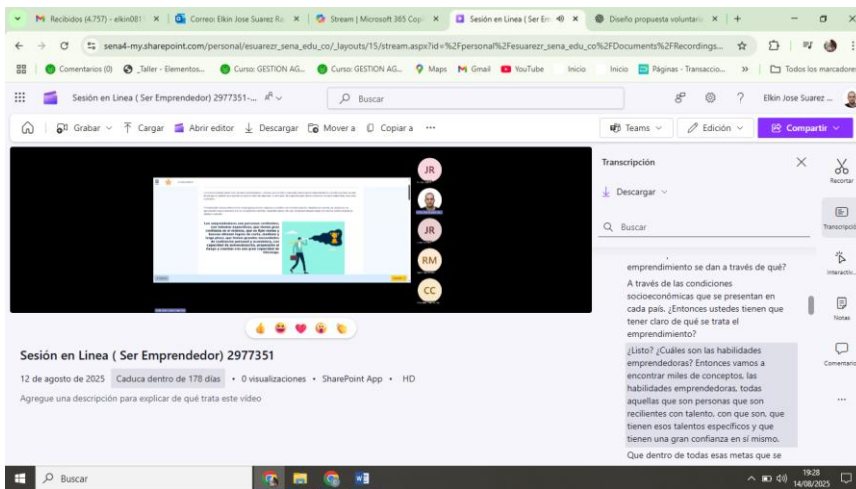 Recibidos (4.757) - elkin081
Correo: Elkin Jose Suarez Ra
Stream | Microsoft 365 Cop
Sesión en Linea ( Ser Em
Diseño propuesta voluntari
sena4-my.sharepoint.com/personal/esuarezr_sena_edu_co/_layouts/15/stream.aspx?id=%2Fpersonal%2Fesuarezr_sena_edu_co%2FDocuments%2FRecordings...
Comentarios (0)
_Taller - Elementos...
Curso: GESTION AG...
Curso: GESTION AG...
Maps
Gmail
YouTube
Inicio
Inicio
Páginas - Transaccio...
Todos los marcadores
Sesión en Linea ( Ser Emprendedor) 2977351-...
Buscar
Elkin Jose Suarez ...
Grabar
Cargar
Abrir editor
Descargar
Mover a
Copiar a
Teams
Edición
Compartir
JR
JR
RM
CC
Sesión en Linea ( Ser Emprendedor) 2977351
12 de agosto de 2025 Caduca dentro de 178 días • 0 visualizaciones • SharePoint App • HD
Agregue una descripción para explicar de qué trata este vídeo
Transcripción
Descargar
Buscar
emprendimiento se dan a través de qué?
A través de las condiciones
socioeconómicas que se presentan en
cada país. ¿Entonces ustedes tienen que
tener claro de qué se trata el
emprendimiento?
¿Listo? ¿Cuáles son las habilidades
emprendedoras? Entonces vamos a
encontrar miles de conceptos, las
habilidades emprendedoras, todas
aquellas que son personas que son
recilientes con talento, con que son, que
tienen esos talentos específicos y que
tienen una gran confianza en sí mismo.
Que dentro de todas esas metas que se
Recortar
Transcripció
Interactiv...
Notas
Comentario
Buscar
19:28
14/08/2025